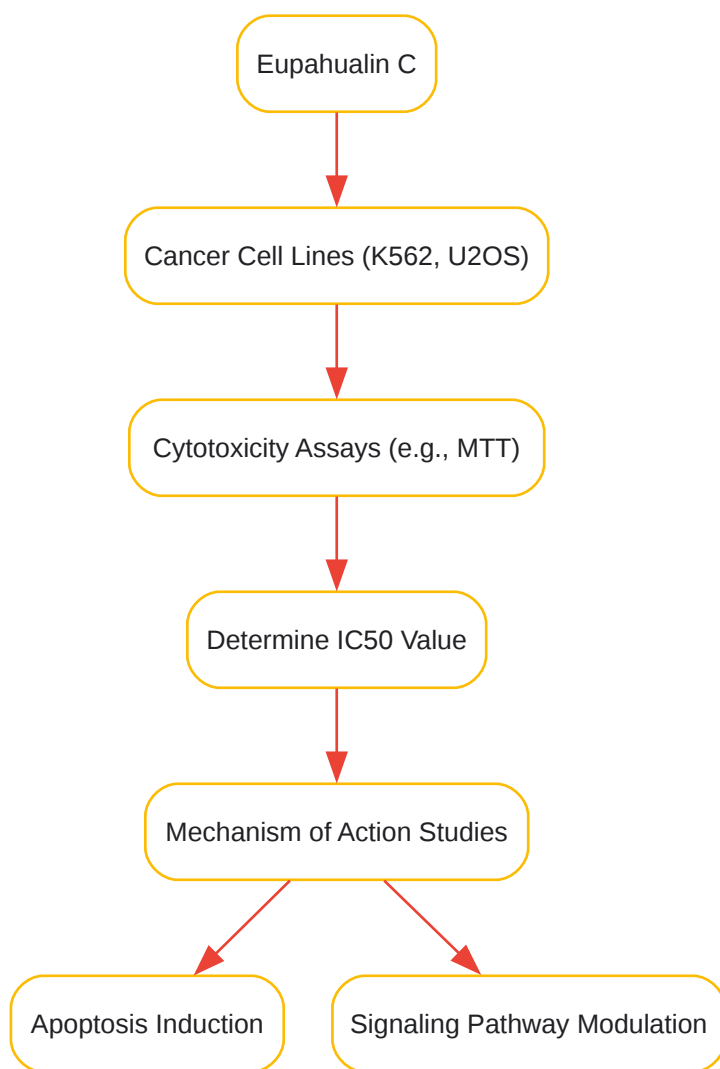 Eupahualin C
Cancer Cell Lines (K562, U2OS)
Cytotoxicity Assays (e.g., MTT)
Determine IC50 Value
Mechanism of Action Studies
Apoptosis Induction
Signaling Pathway Modulation